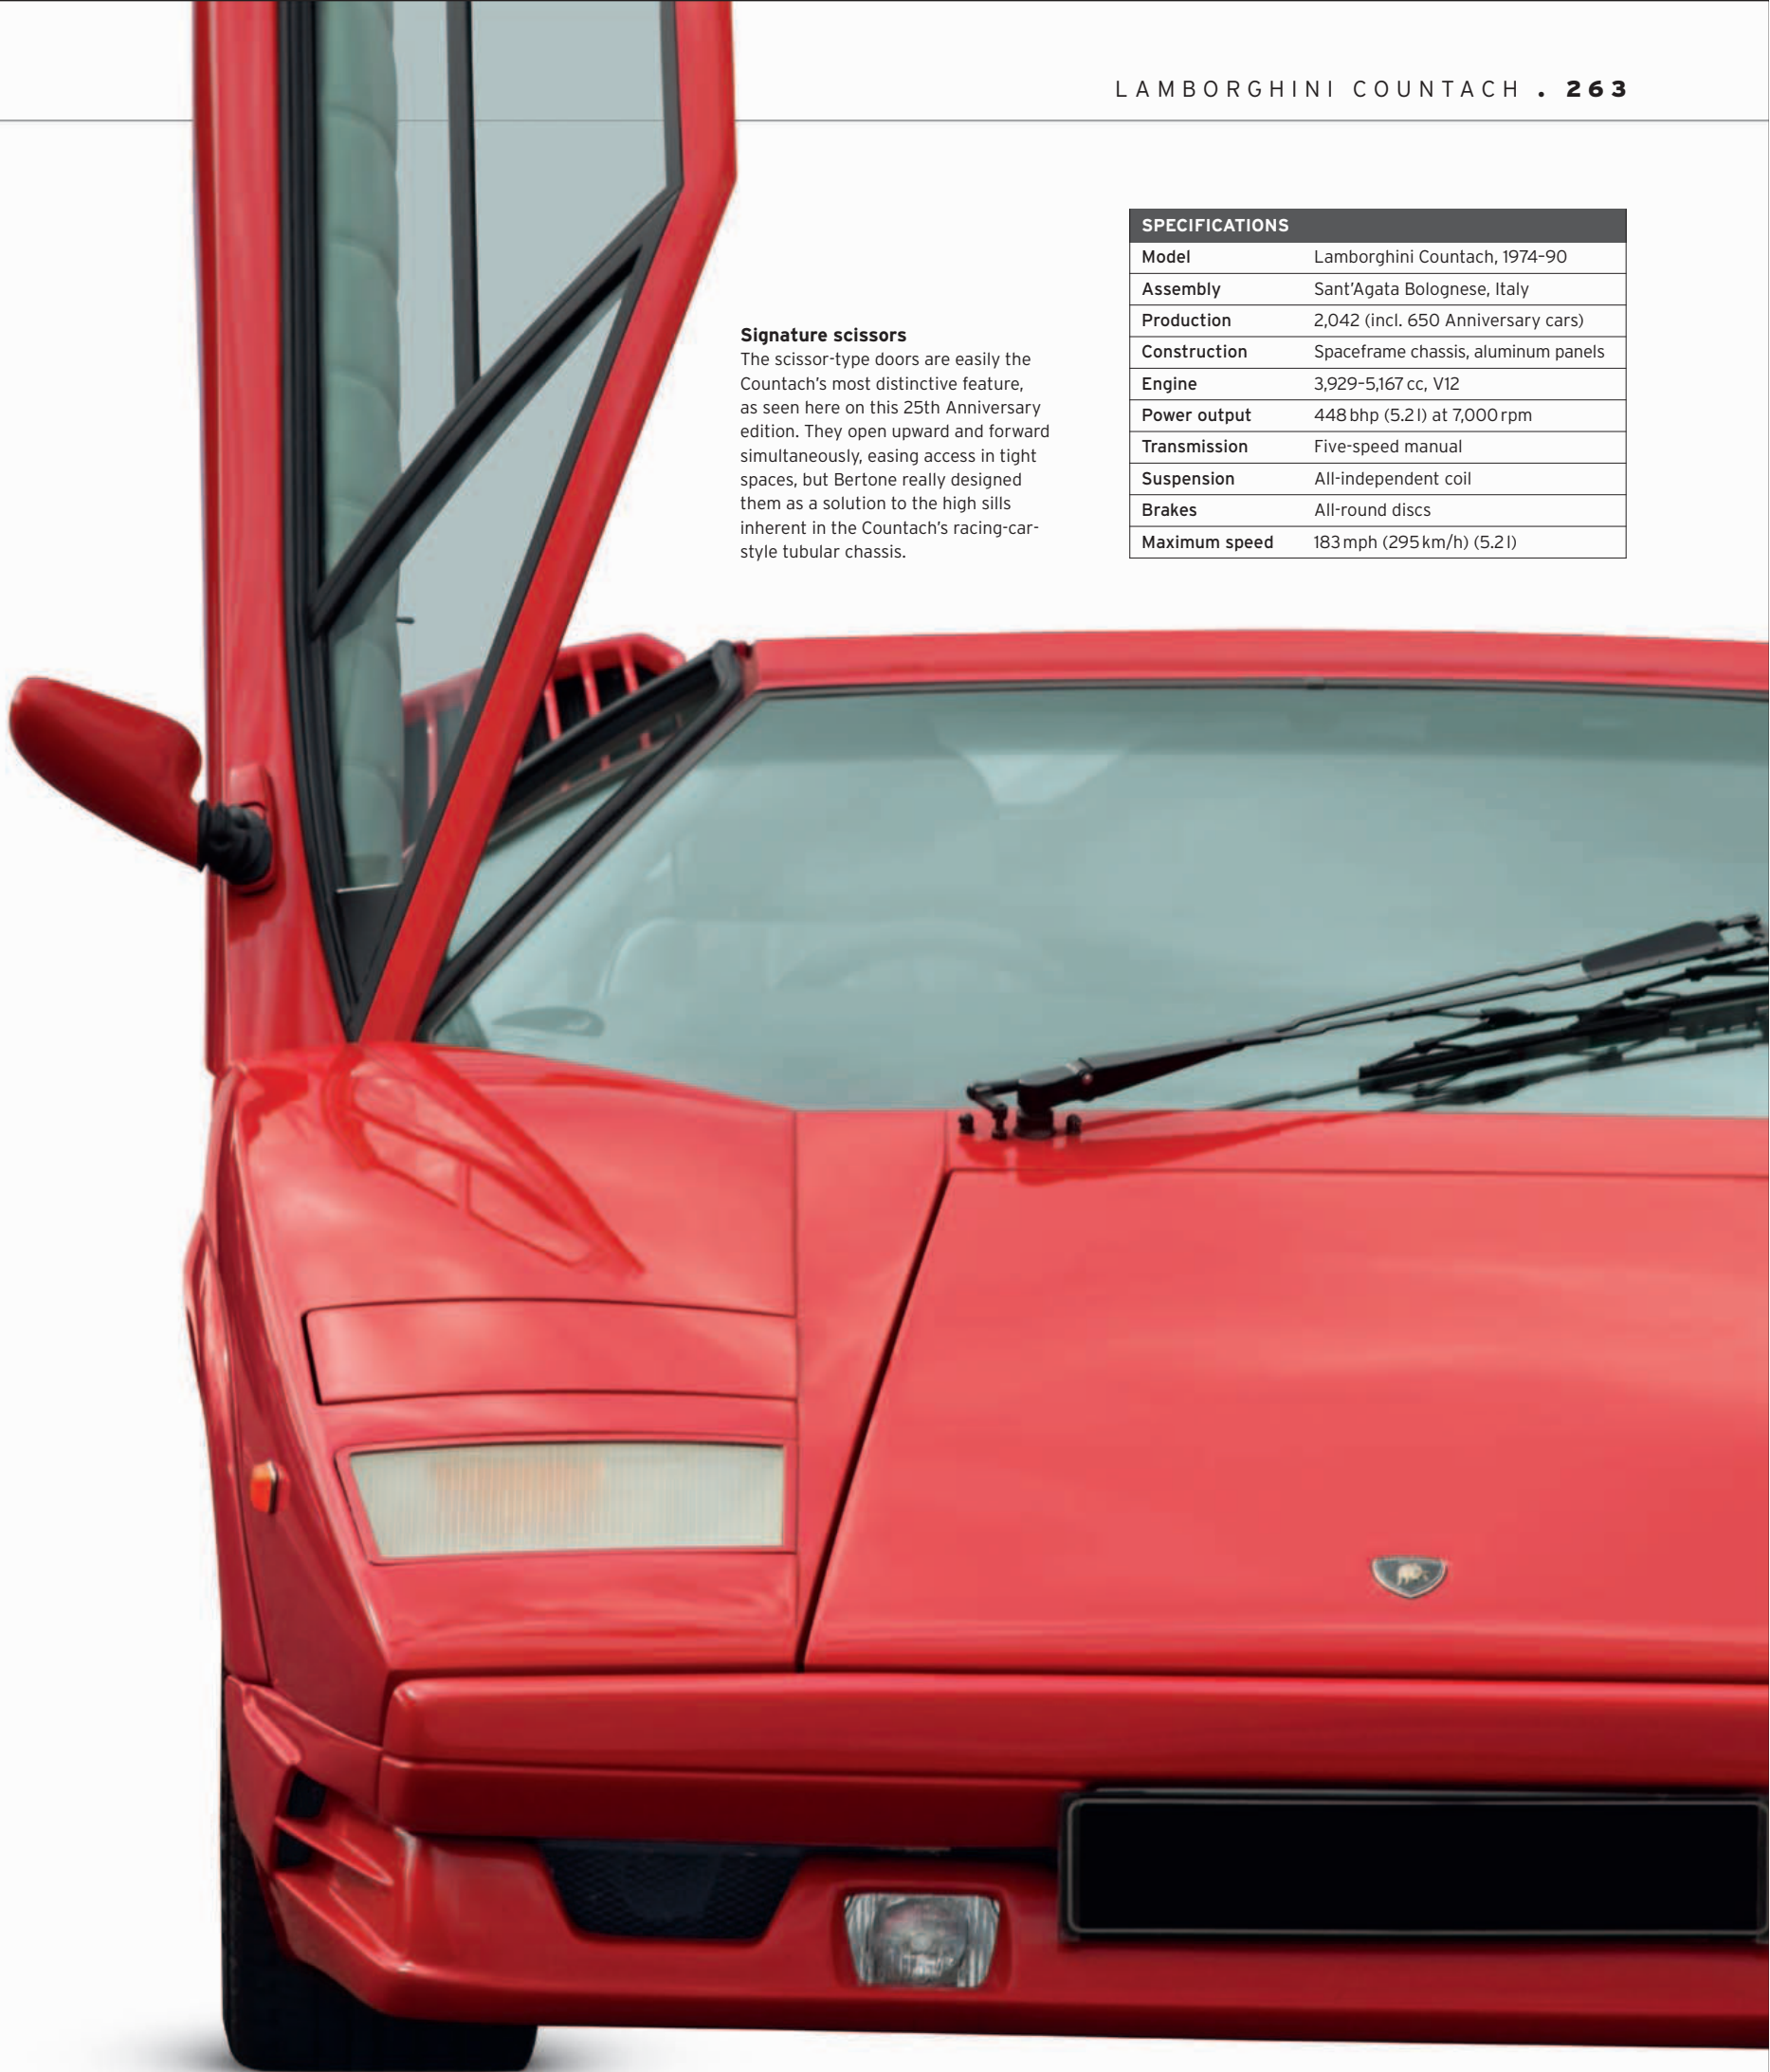 LAMBORGHINI COUNTACH . 263
Signature scissors
The scissor-type doors are easily the
Countach's most distinctive feature,
as seen here on this 25th Anniversary
edition. They open upward and forward
simultaneously, easing access in tight
spaces, but Bertone really designed
them as a solution to the high sills
inherent in the Countach's racing-car-
style tubular chassis.
SPECIFICATIONS
Model Lamborghini Countach, 1974–90
Assembly Sant'Agata Bolognese, Italy
Production 2,042 (incl. 650 Anniversary cars)
Construction Spaceframe chassis, aluminum panels
Engine 3,929–5,167 cc, V12
Power output 448 bhp (5.2 l) at 7,000 rpm
Transmission Five-speed manual
Suspension All-independent coil
Brakes All-round discs
Maximum speed 183 mph (295 km/h) (5.2 l)